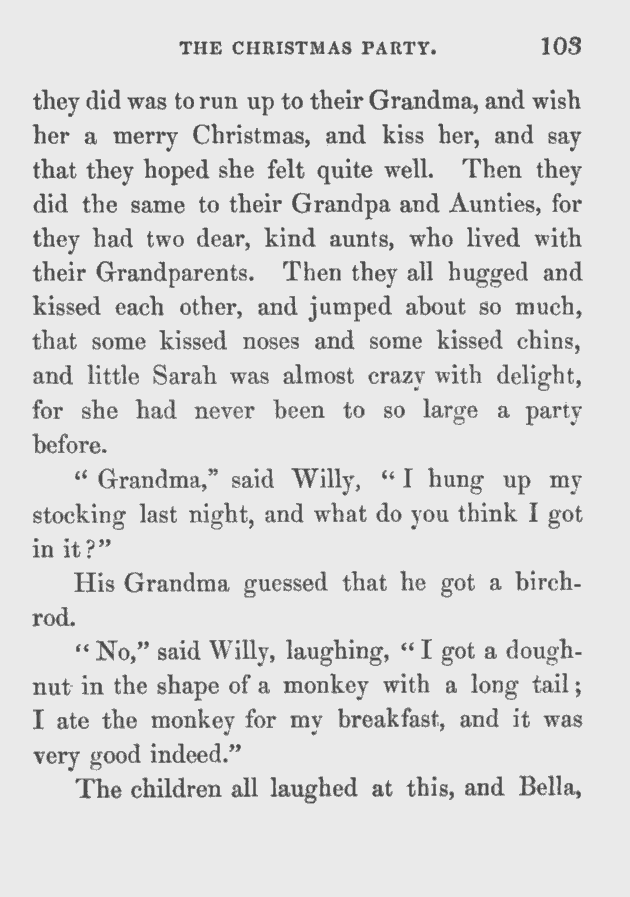 THE CHRISTMAS PARTY. 103
they did was to run up to their Grandma, and wish
her a merry Christmas, and kiss her, and say
that they hoped she felt quite well. Then they
did the same to their Grandpa and Aunties, for
they had two dear, kind aunts, who lived with
their Grandparents. Then they all hugged and
kissed each other, and jumped about so much,
that some kissed noses and some kissed chins,
and little Sarah was almost crazy with delight,
for she had never been to so large a party
before.
“ Grandma,” said Willy, “ I hung up my
stocking last night, and what do you think I got
in it?”
His Grandma guessed that he got a birch-
rod.
“ No,” said Willy, laughing, “ I got a dough-
nut in the shape of a monkey with a long tail ;
I ate the monkey for my breakfast, and it was
very good indeed.”
The children all laughed at this, and Bella,